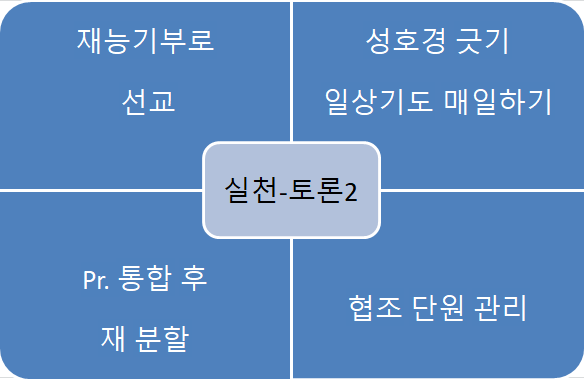 재능기부로
선교
성호경 긋기
일상기도 매일하기
실천-토론2
Pr. 통합 후
재 분할
협조 단원 관리